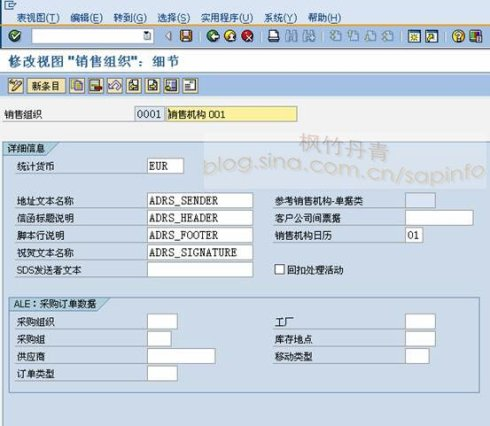 表视图(T) 编辑(E) 转到(G) 选择(S) 实用程序(U) 系统(Y) 帮助(H)
修改视图 "销售组织": 细节
新条目
销售组织 0001 销售机构 001
枫竹丹青
blog.sina.com.cn/sapinfo
详细信息
统计货币 EUR
地址文本名称 ADRS_SENDER 参考销售机构-单据类
信函标题说明 ADRS_HEADER 客户公司间票据
脚本行说明 ADRS_FOOTER 销售机构日历 01
祝贺文本名称 ADRS_SIGNATURE
SDS发送者文本 回扣处理活动
ALE: 采购订单数据
采购组织 工厂
采购组 库存地点
供应商 移动类型
订单类型